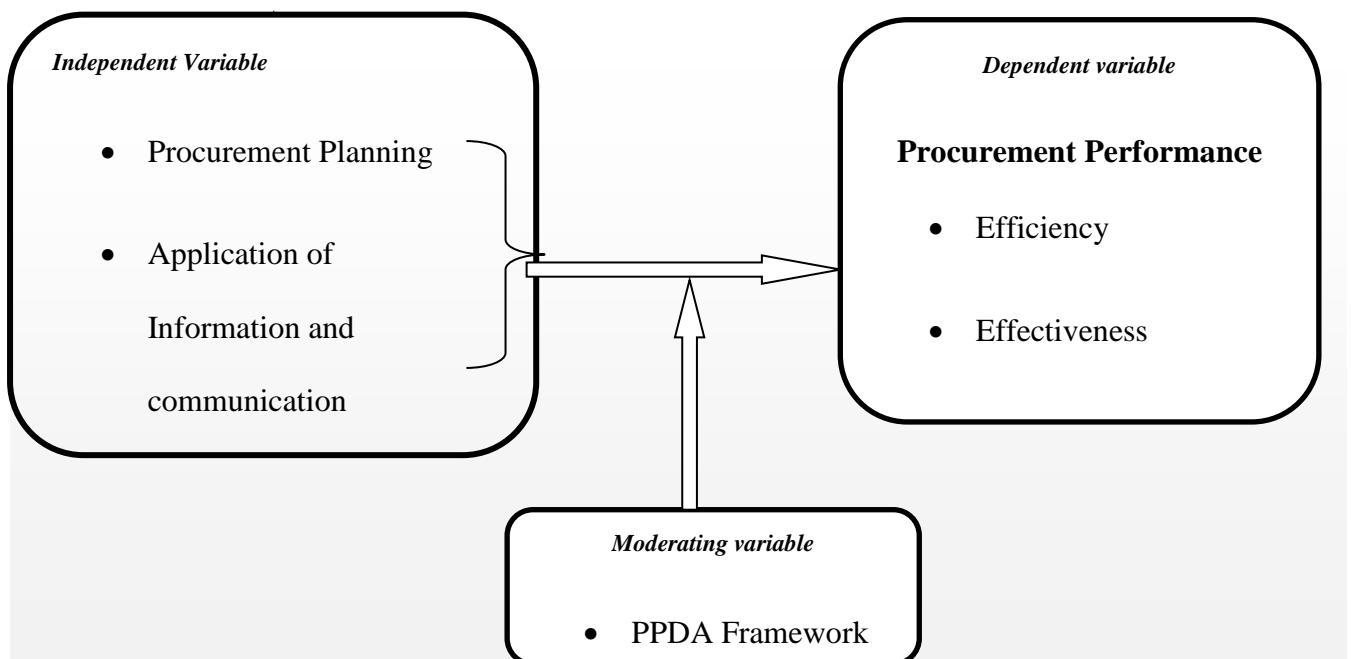 Independent Variable
• Procurement Planning
• Application of
Information and
communication
Dependent variable
Procurement Performance
• Efficiency
• Effectiveness
Moderating variable
• PPDA Framework